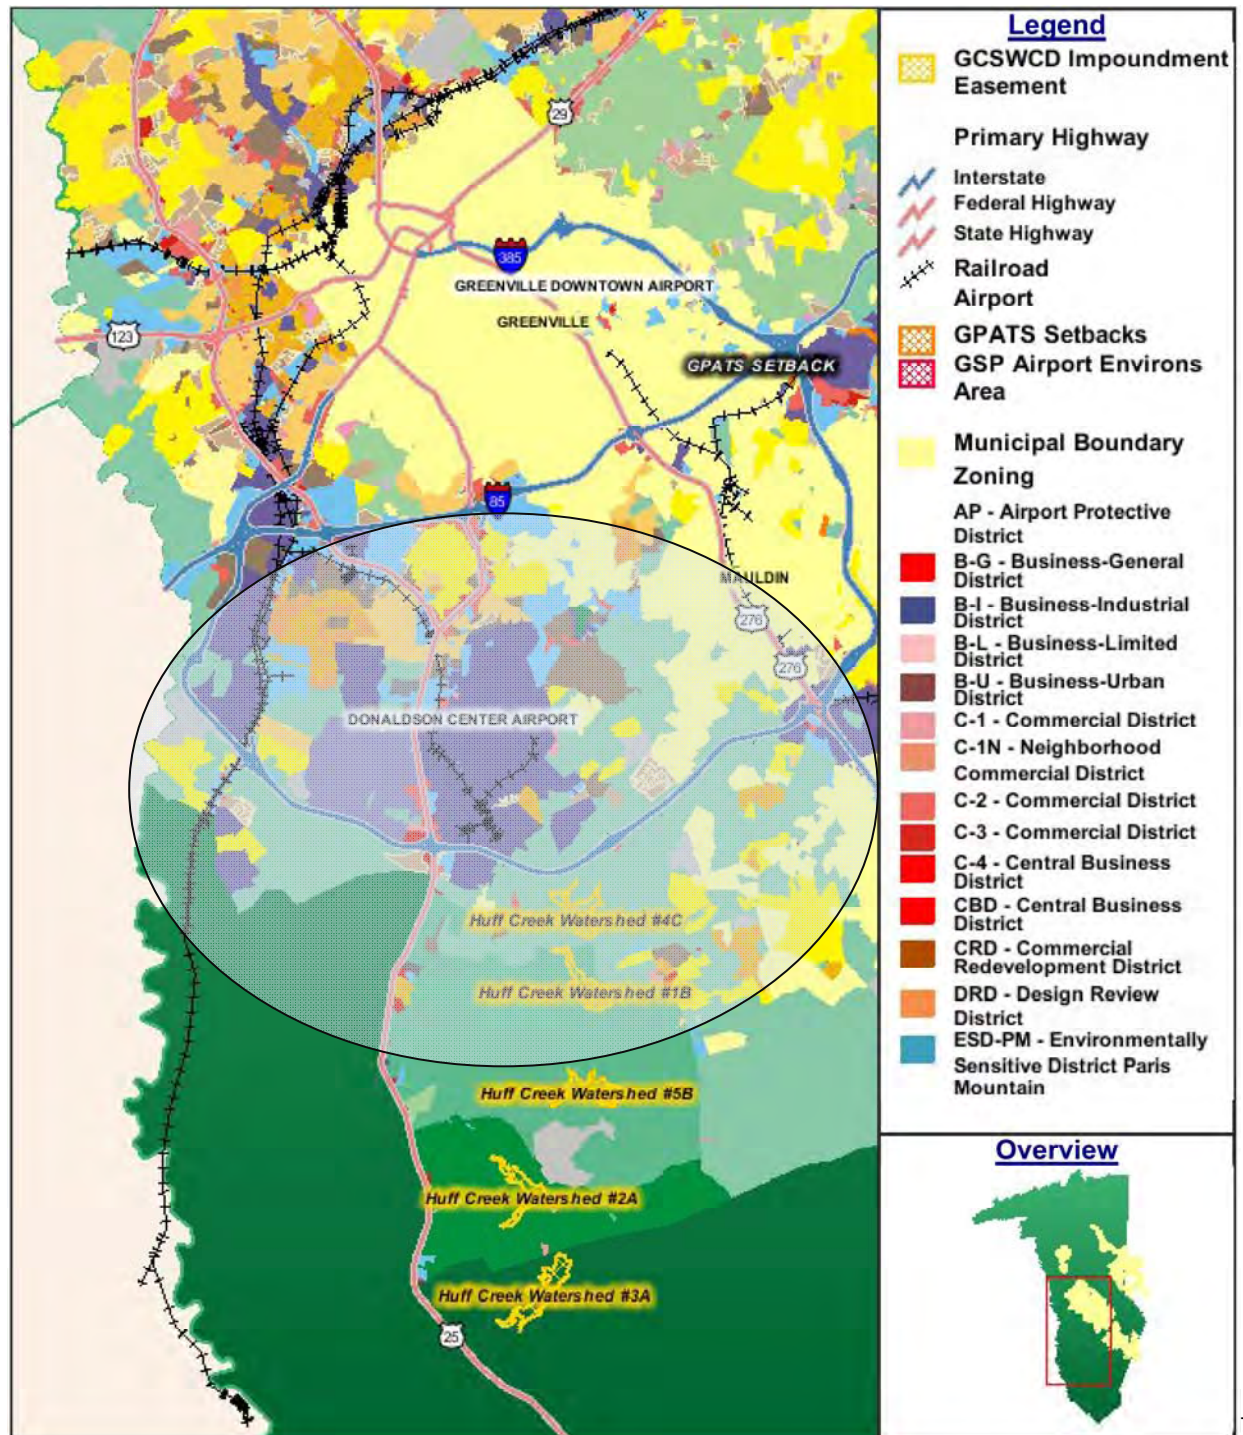 29
385
GREENVILLE DOWNTOWN AIRPORT
GREENVILLE
123
GPATS SETBACK
85
MAULDIN
276
276
DONALDSON CENTER AIRPORT
Huff Creek Watershed #4C
Huff Creek Watershed #1B
Huff Creek Watershed #5B
Huff Creek Watershed #2A
Huff Creek Watershed #3A
25
Legend
GCSWCD Impoundment
Easement
Primary Highway
Interstate
Federal Highway
State Highway
Railroad
Airport
GPATS Setbacks
GSP Airport Environs
Area
Municipal Boundary
Zoning
AP - Airport Protective
District
B-G - Business-General
District
B-I - Business-Industrial
District
B-L - Business-Limited
District
B-U - Business-Urban
District
C-1 - Commercial District
C-1N - Neighborhood
Commercial District
C-2 - Commercial District
C-3 - Commercial District
C-4 - Central Business
District
CBD - Central Business
District
CRD - Commercial
Redevelopment District
DRD - Design Review
District
ESD-PM - Environmentally
Sensitive District Paris
Mountain
Overview